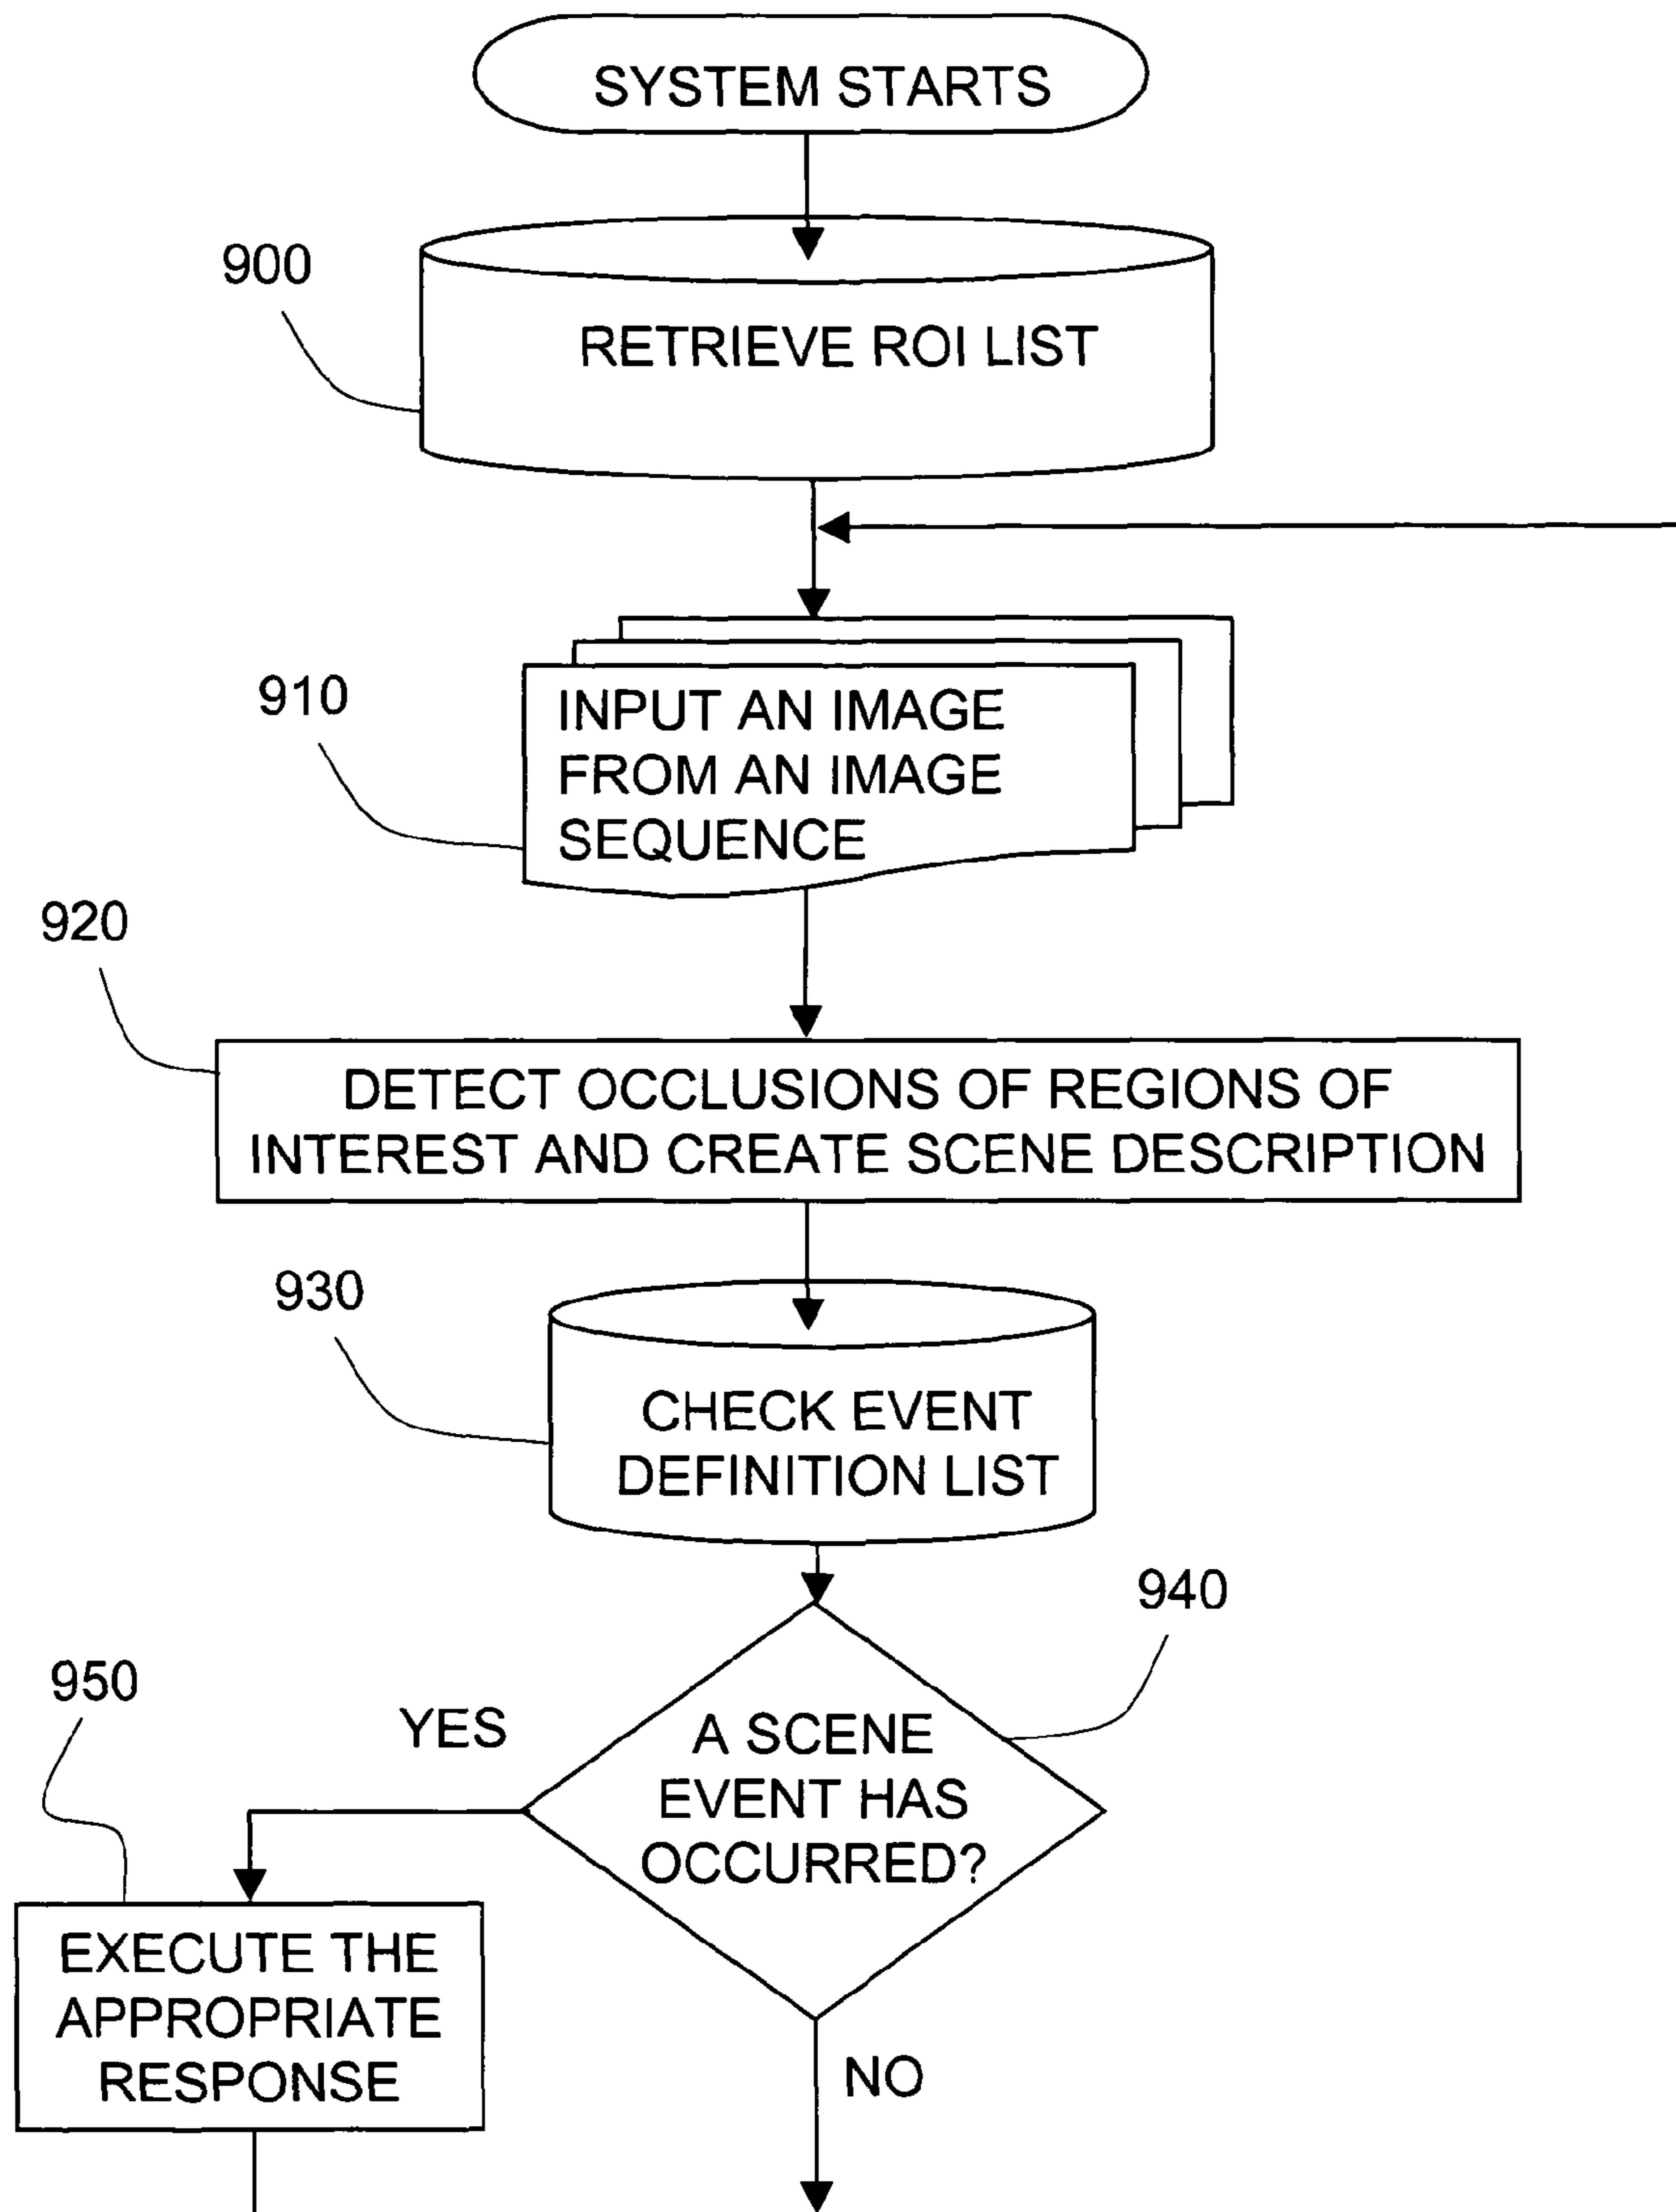 SYSTEM STARTS
900
RETRIEVE ROI LIST
910
INPUT AN IMAGE
FROM AN IMAGE
SEQUENCE
920
DETECT OCCLUSIONS OF REGIONS OF
INTEREST AND CREATE SCENE DESCRIPTION
930
CHECK EVENT
DEFINITION LIST
940
950
YES
A SCENE
EVENT HAS
OCCURRED?
EXECUTE THE
APPROPRIATE
RESPONSE
NO